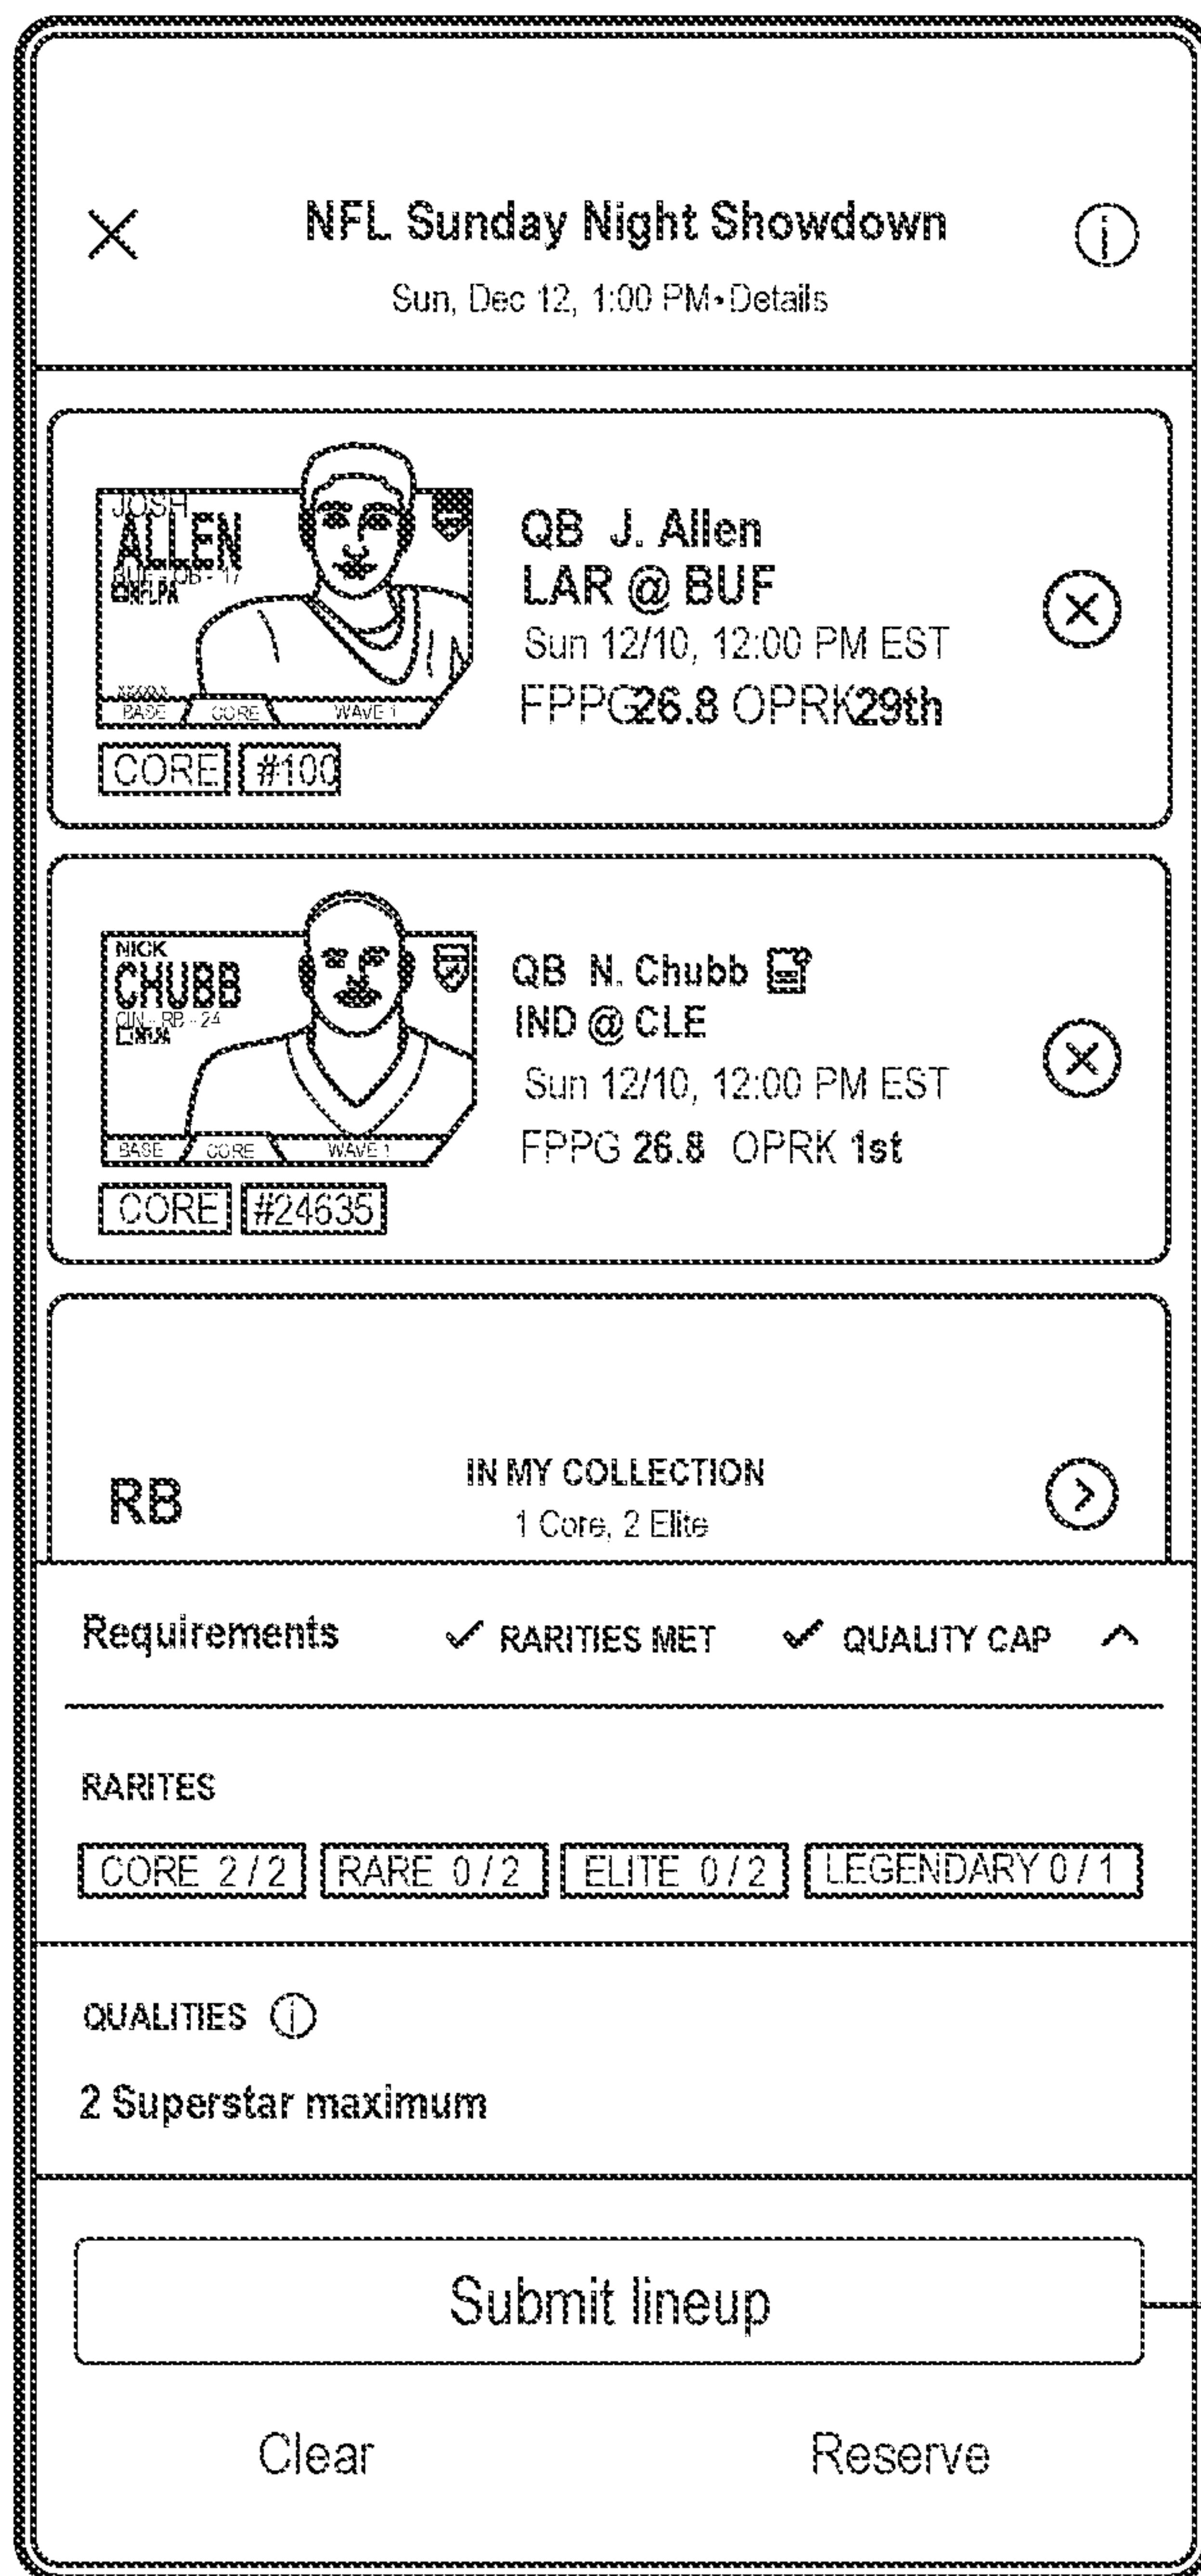 NFL Sunday Night Showdown
Sun, Dec 12, 1:00 PM•Details
JOSH
ALLEN
BUF - QB - 17
NFLPA
BASE CORE WAVE 1
CORE #100
QB J. Allen
LAR @ BUF
Sun 12/10, 12:00 PM EST
FPPG26.8 OPRK29th
NICK
CHUBB
CIN - RB - 24
BASE CORE WAVE 1
CORE #24635
QB N. Chubb
IND @ CLE
Sun 12/10, 12:00 PM EST
FPPG 26.8 OPRK 1st
RB
IN MY COLLECTION
1 Core, 2 Elite
Requirements RARITIES MET QUALITY CAP
RARITES
CORE 2 / 2 RARE 0 / 2 ELITE 0 / 2 LEGENDARY 0 / 1
QUALITIES
2 Superstar maximum
Submit lineup
Clear Reserve